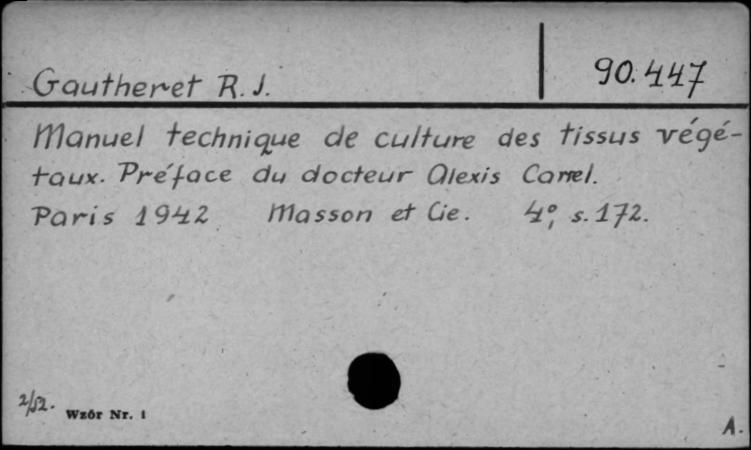 Gautheret R. J.
90.447
Manuel technique de culture des tissus végé-
taux. Préface du docteur Alexis Carrel.
Paris 1942 Masson et Cie. 4°, s. 172.
2/52.
Wzór Nr. 1
A.